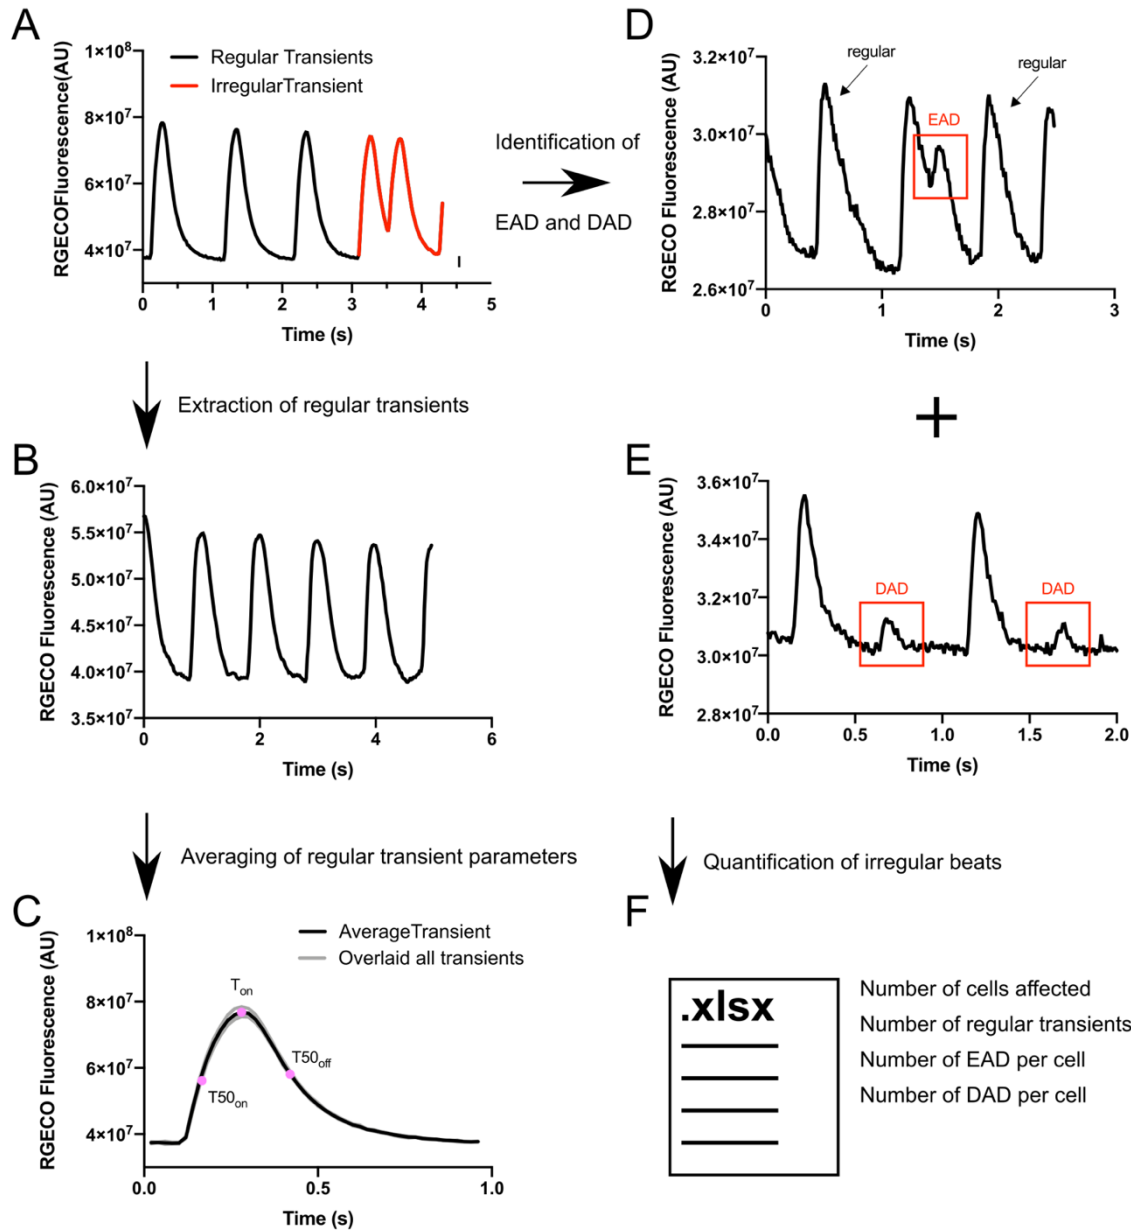 A
RGECOFluorescence(AU)
1×10⁸
8×10⁷
6×10⁷
4×10⁷
0 1 2 3 4 5
Time (s)
Regular Transients
IrregularTransient
Identification of
EAD and DAD
D
RGECO Fluorescence (AU)
3.2×10⁷
3.0×10⁷
2.8×10⁷
2.6×10⁷
0 1 2 3
Time (s)
regular
regular
EAD
Extraction of regular transients
+
B
RGECO Fluorescence (AU)
6.0×10⁷
5.5×10⁷
5.0×10⁷
4.5×10⁷
4.0×10⁷
3.5×10⁷
0 2 4 6
Time (s)
E
RGECO Fluorescence (AU)
3.6×10⁷
3.4×10⁷
3.2×10⁷
3.0×10⁷
2.8×10⁷
0.0 0.5 1.0 1.5 2.0
Time (s)
DAD
DAD
Averaging of regular transient parameters
Quantification of irregular beats
C
RGECO Fluorescence (AU)
1×10⁸
8×10⁷
6×10⁷
4×10⁷
0.0 0.5 1.0
Time (s)
AverageTransient
Overlaid all transients
Ton
T50off
T50on
F
.xlsx
Number of cells affected
Number of regular transients
Number of EAD per cell
Number of DAD per cell